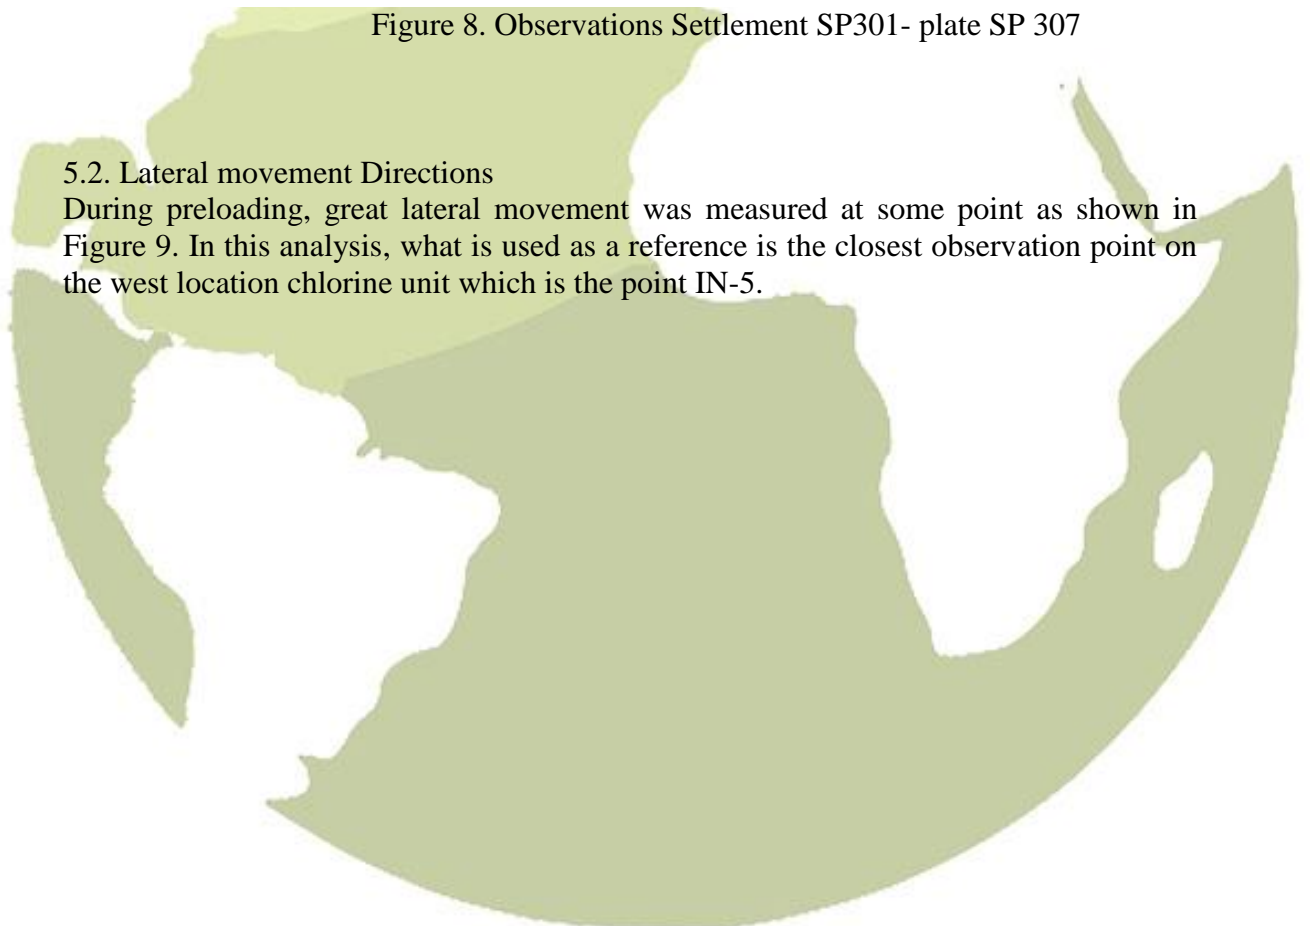 Figure 8. Observations Settlement SP301- plate SP 307
5.2. Lateral movement Directions
During preloading, great lateral movement was measured at some point as shown in
Figure 9. In this analysis, what is used as a reference is the closest observation point on
the west location chlorine unit which is the point IN-5.